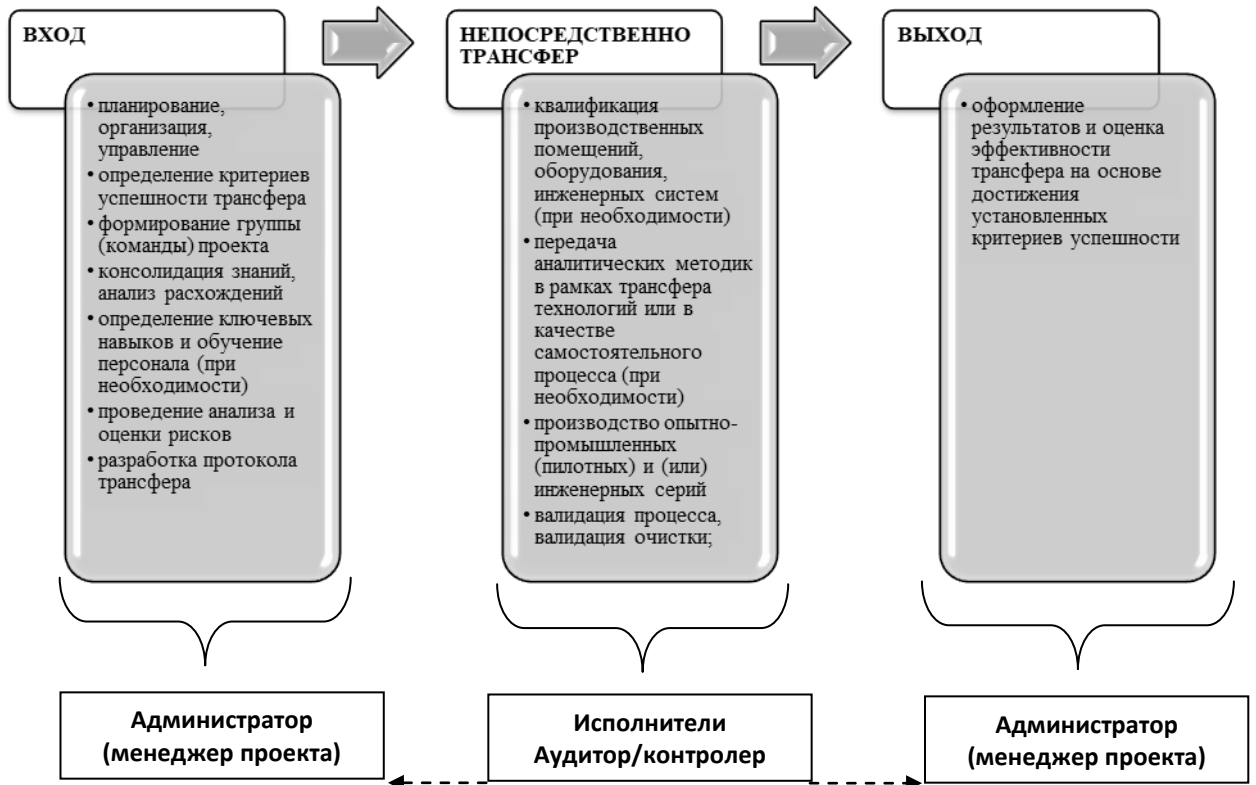 ВХОД
• планирование,
организация,
управление
• определение критериев
успешности трансфера
• формирование группы
(команды) проекта
• консолидация знаний,
анализ расхождений
• определение ключевых
навыков и обучение
персонала (при
необходимости)
• проведение анализа и
оценки рисков
• разработка протокола
трансфера
Администратор
(менеджер проекта)
НЕПОСРЕДСТВЕННО
ТРАНСФЕР
• квалификация
производственных
помещений,
оборудования,
инженерных систем
(при необходимости)
• передача
аналитических методик
в рамках трансфера
технологий или в
качестве
самостоятельного
процесса (при
необходимости)
• производство опытно-
промышленных
(пилотных) и (или)
инженерных серий
• валидация процесса,
валидация очистки;
Исполнители
Аудитор/контролер
ВЫХОД
• оформление
результатов и оценка
эффективности
трансфера на основе
достижения
установленных
критериев успешности
Администратор
(менеджер проекта)